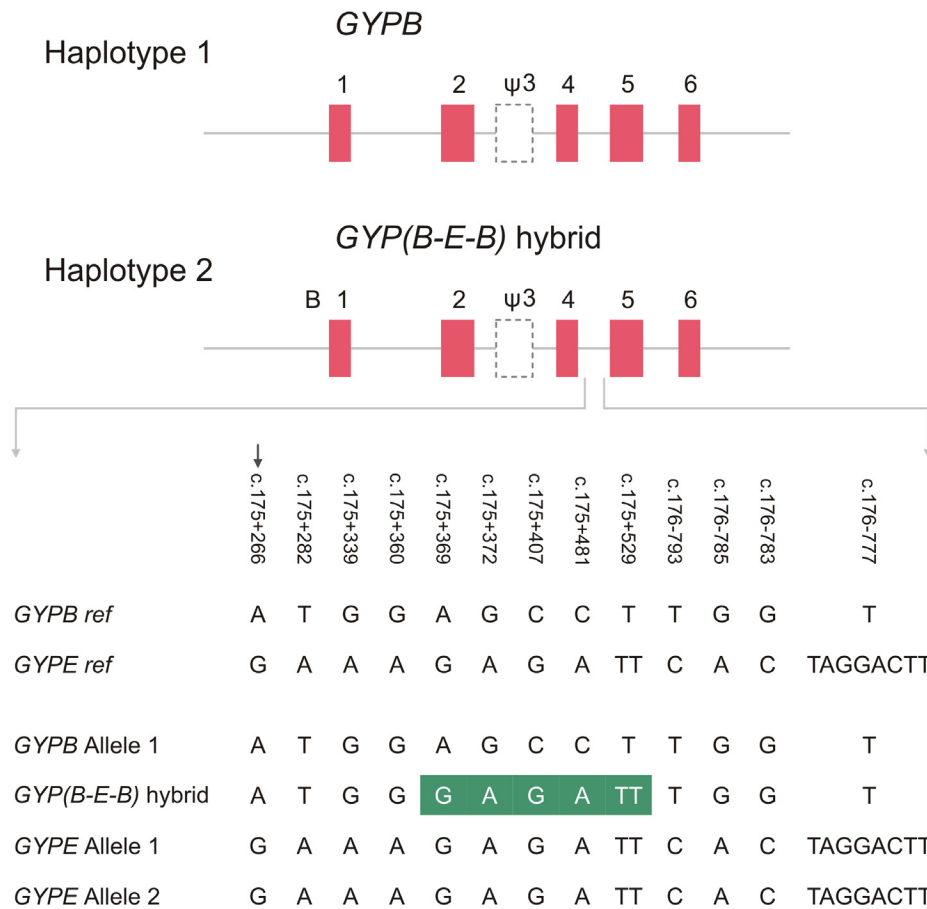 GYPB
Haplotype 1
1 2 ψ3 4 5 6
GYP(B-E-B) hybrid
Haplotype 2
B 1 2 ψ3 4 5 6
c.175+266 c.175+282 c.175+339 c.175+360 c.175+369 c.175+372 c.175+407 c.175+481 c.175+529 c.176-793 c.176-785 c.176-783 c.176-777
GYPB ref A T G G A G C C T T G G T
GYPE ref G A A A G A G A TT C A C TAGGACTT
GYPB Allele 1 A T G G A G C C T T G G T
GYP(B-E-B) hybrid A T G G G A G A TT T G G T
GYPE Allele 1 G A A A G A G A TT C A C TAGGACTT
GYPE Allele 2 G A A A G A G A TT C A C TAGGACTT